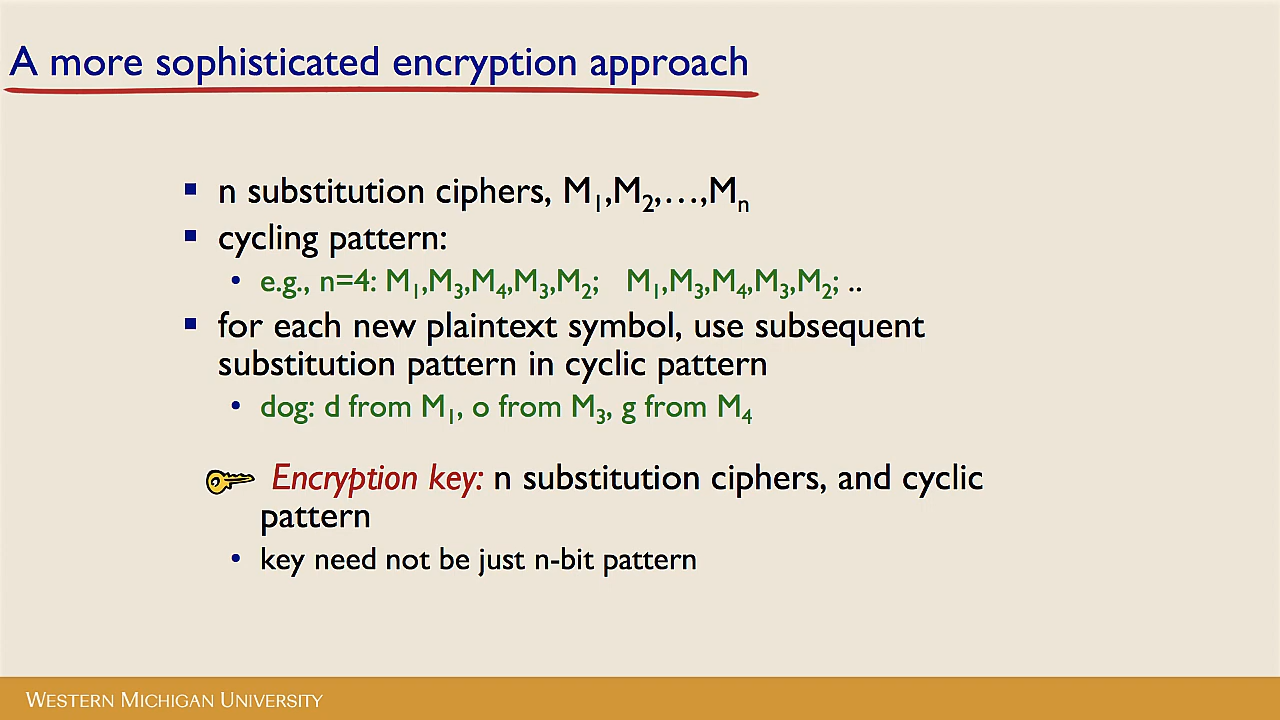 A more sophisticated encryption approach
▪ n substitution ciphers, M₁,M₂,…,Mₙ
▪ cycling pattern:
• e.g., n=4: M₁,M₃,M₄,M₃,M₂; M₁,M₃,M₄,M₃,M₂; ..
▪ for each new plaintext symbol, use subsequent
substitution pattern in cyclic pattern
• dog: d from M₁, o from M₃, g from M₄
Encryption key: n substitution ciphers, and cyclic
pattern
• key need not be just n-bit pattern
WESTERN MICHIGAN UNIVERSITY